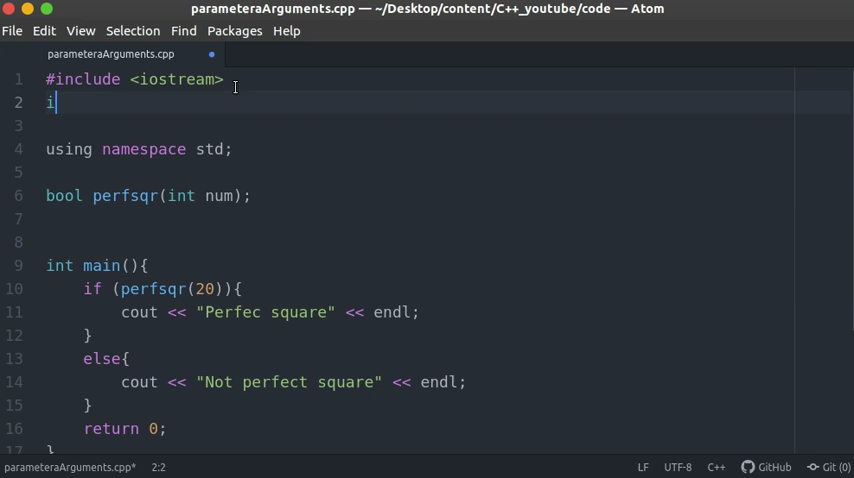 parameteraArguments.cpp — ~/Desktop/content/C++_youtube/code — Atom
File Edit View Selection Find Packages Help
parameteraArguments.cpp
1 #include <iostream>
2 i
3
4 using namespace std;
5
6 bool perfsqr(int num);
7
8
9 int main(){
10 if (perfsqr(20)){
11 cout << "Perfec square" << endl;
12 }
13 else{
14 cout << "Not perfect square" << endl;
15 }
16 return 0;
17 }
parameteraArguments.cpp* 2:2 LF UTF-8 C++ GitHub Git (0)